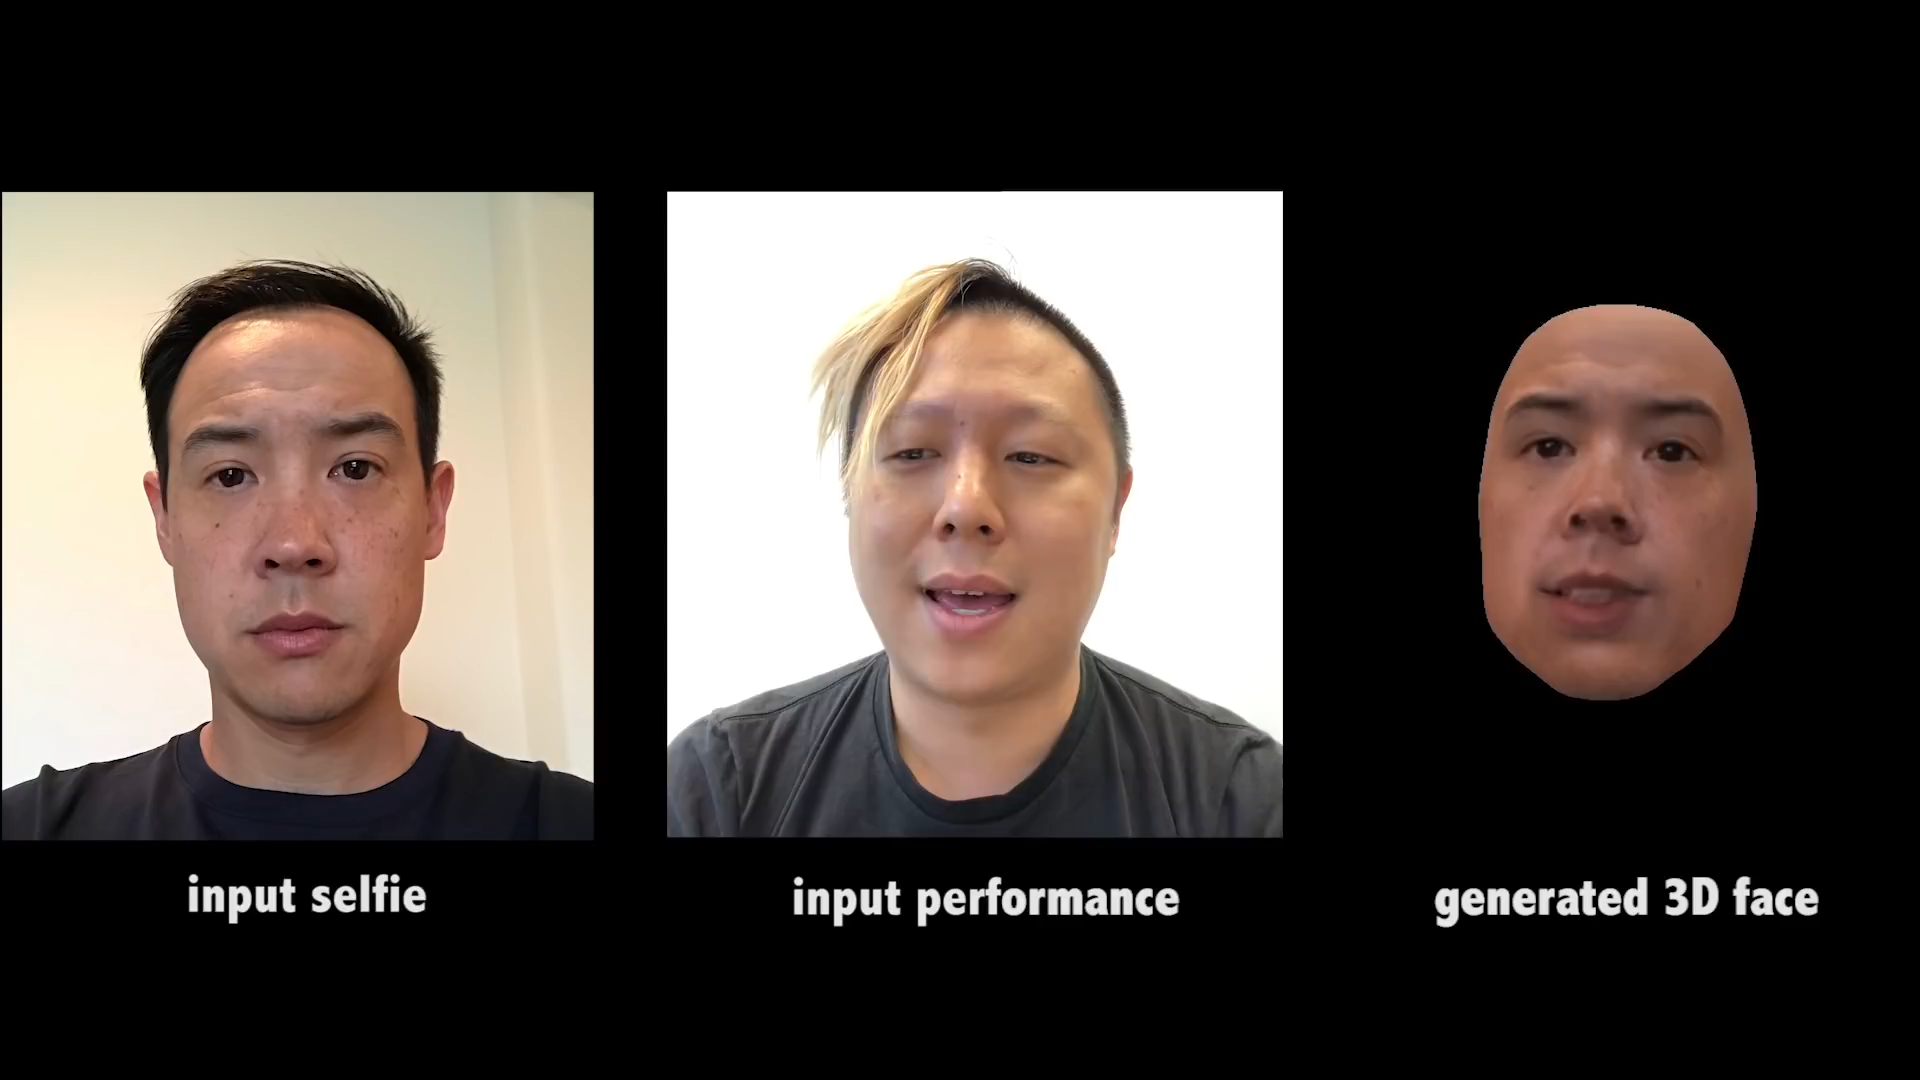 input selfie
input performance
generated 3D face